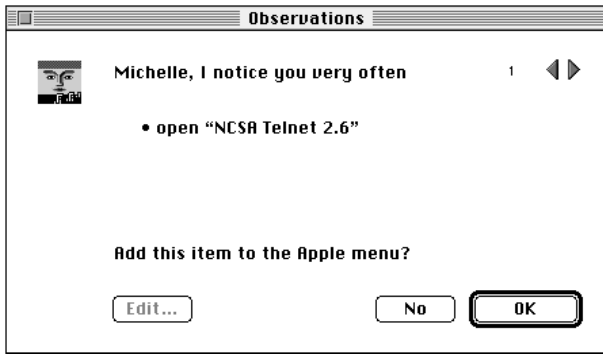 Observations
Michelle, I notice you very often
1
• open “NCSA Telnet 2.6”
Add this item to the Apple menu?
Edit...
No
OK